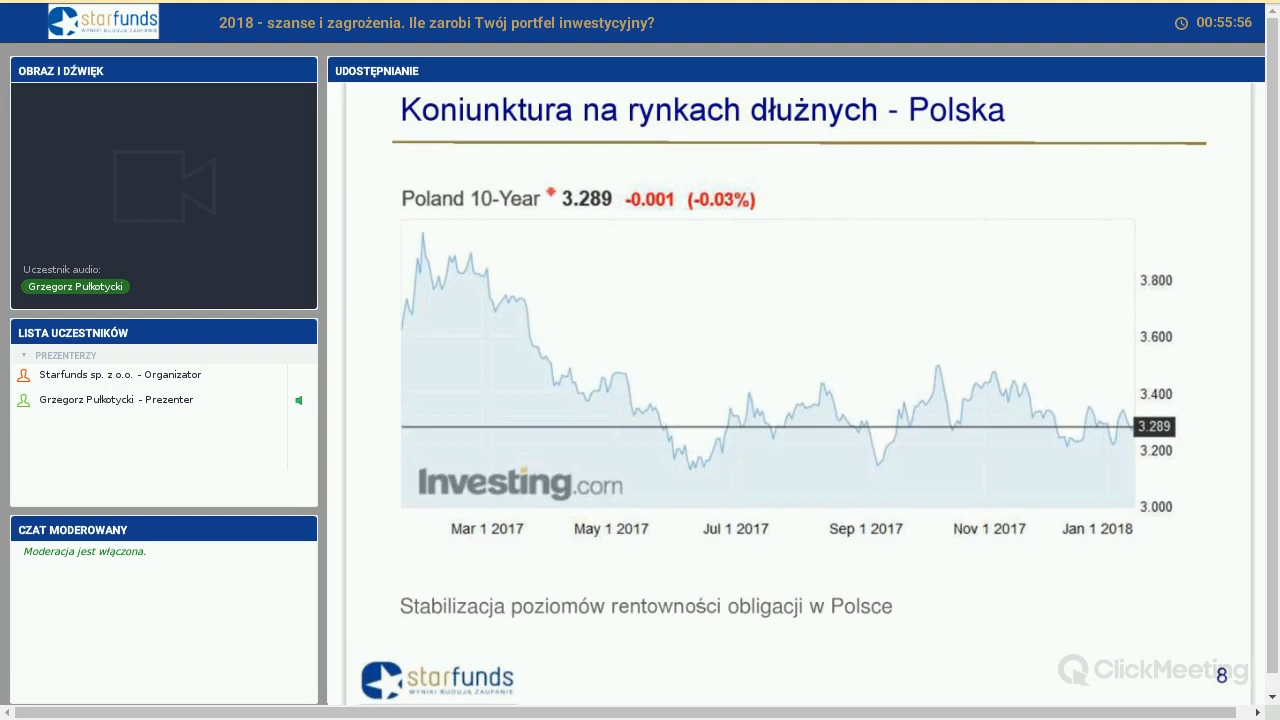 starfunds
WYNIKI BUDUJĄ ZAUFANIE
2018 - szanse i zagrożenia. Ile zarobi Twój portfel inwestycyjny?
00:55:56
OBRAZ I DŹWIĘK
Uczestnik audio:
Grzegorz Pułkotycki
LISTA UCZESTNIKÓW
PREZENTERZY
Starfunds sp. z o.o. - Organizator
Grzegorz Pułkotycki - Prezenter
CZAT MODEROWANY
Moderacja jest włączona.
UDOSTĘPNIANIE
Koniunktura na rynkach dłużnych - Polska
Poland 10-Year 3.289 -0.001 (-0.03%)
3.800
3.600
3.400
3.289
3.200
3.000
Investing.com
Mar 1 2017 May 1 2017 Jul 1 2017 Sep 1 2017 Nov 1 2017 Jan 1 2018
Stabilizacja poziomów rentowności obligacji w Polsce
starfunds
WYNIKI BUDUJĄ ZAUFANIE
ClickMeeting
8